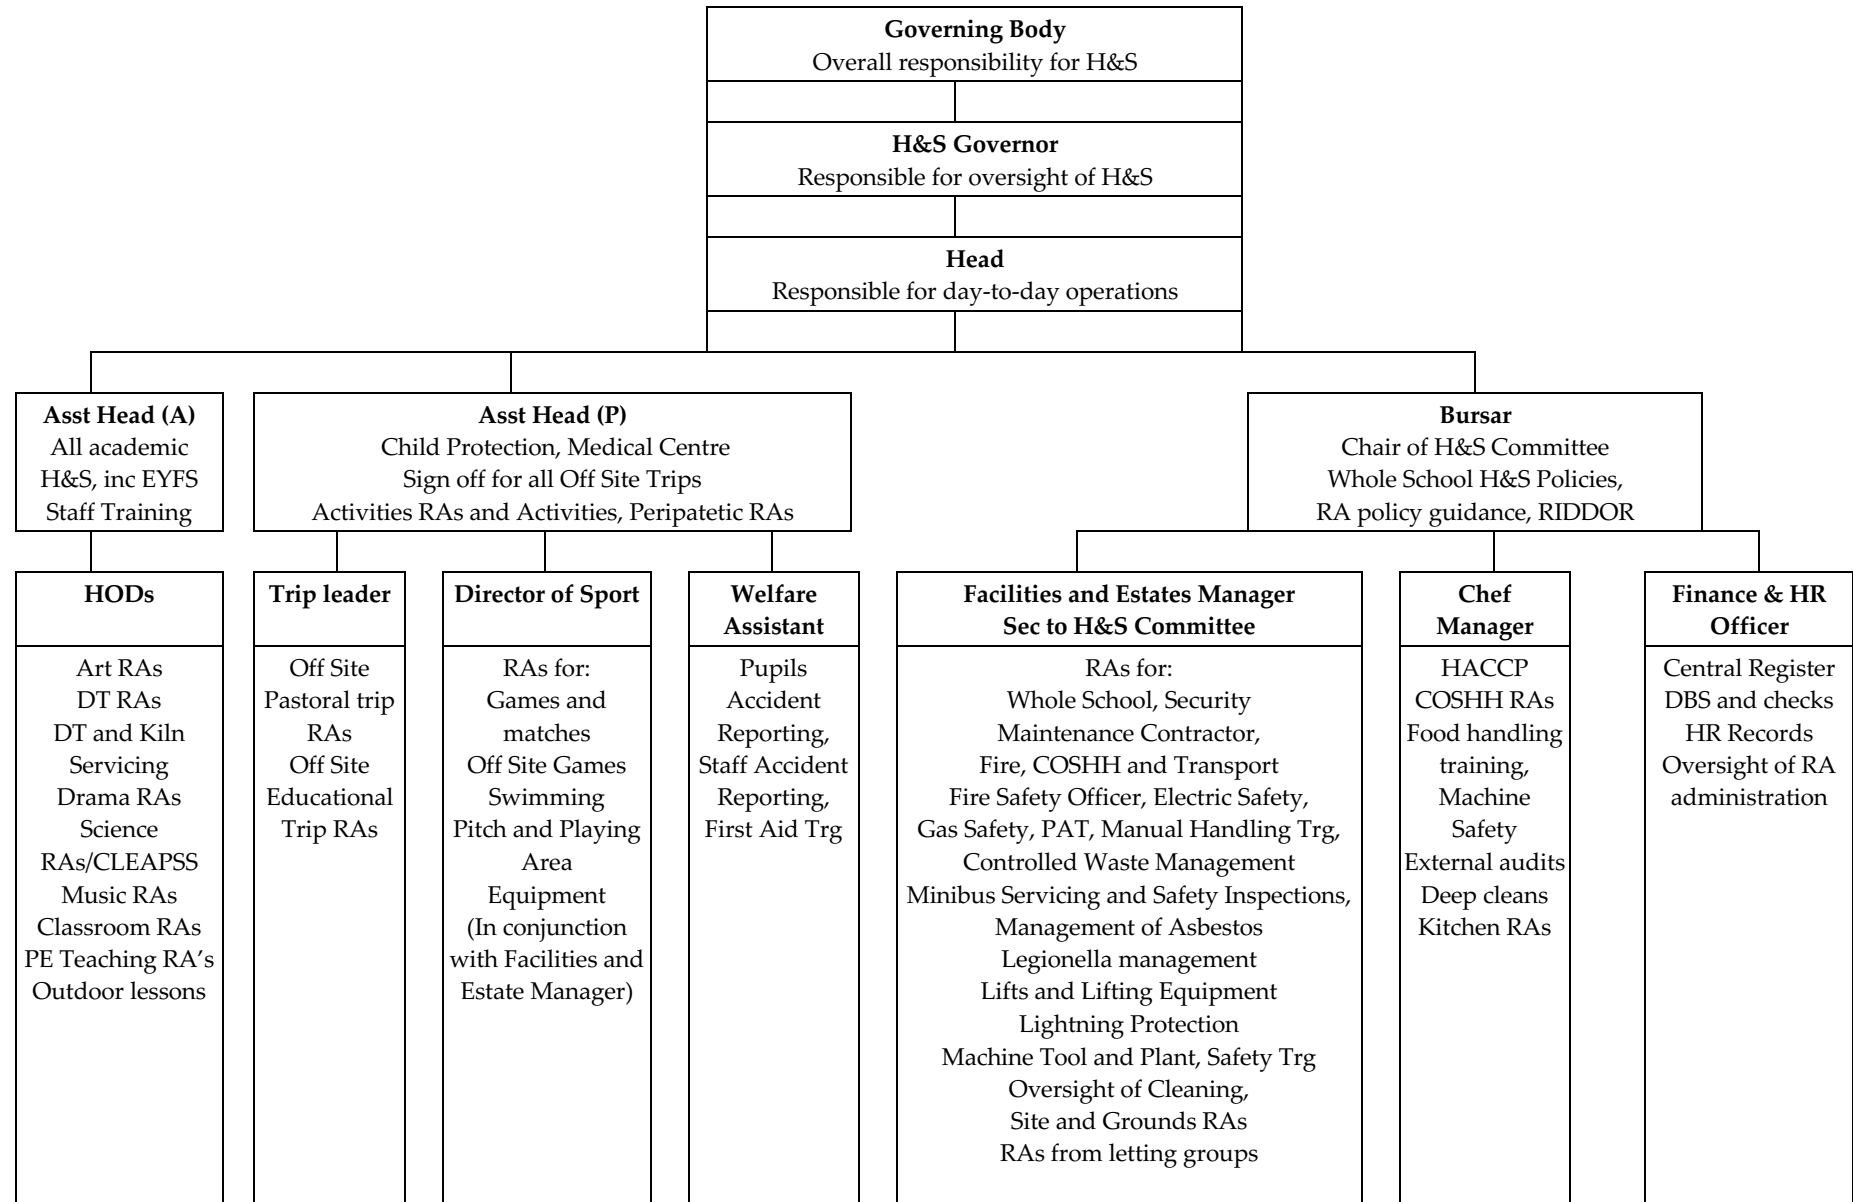 Governing Body
Overall responsibility for H&S
H&S Governor
Responsible for oversight of H&S
Head
Responsible for day-to-day operations
Asst Head (A)
All academic
H&S, inc EYFS
Staff Training
Asst Head (P)
Child Protection, Medical Centre
Sign off for all Off Site Trips
Activities RAs and Activities, Peripatetic RAs
Bursar
Chair of H&S Committee
Whole School H&S Policies,
RA policy guidance, RIDDOR
HODs
Art RAs
DT RAs
DT and Kiln
Servicing
Drama RAs
Science
RAs/CLEAPSS
Music RAs
Classroom RAs
PE Teaching RA’s
Outdoor lessons
Trip leader
Off Site
Pastoral trip
RAs
Off Site
Educational
Trip RAs
Director of Sport
RAs for:
Games and
matches
Off Site Games
Swimming
Pitch and Playing
Area
Equipment
(In conjunction
with Facilities and
Estate Manager)
Welfare
Assistant
Pupils
Accident
Reporting,
Staff Accident
Reporting,
First Aid Trg
Facilities and Estates Manager
Sec to H&S Committee
RAs for:
Whole School, Security
Maintenance Contractor,
Fire, COSHH and Transport
Fire Safety Officer, Electric Safety,
Gas Safety, PAT, Manual Handling Trg,
Controlled Waste Management
Minibus Servicing and Safety Inspections,
Management of Asbestos
Legionella management
Lifts and Lifting Equipment
Lightning Protection
Machine Tool and Plant, Safety Trg
Oversight of Cleaning,
Site and Grounds RAs
RAs from letting groups
Chef
Manager
HACCP
COSHH RAs
Food handling
training,
Machine
Safety
External audits
Deep cleans
Kitchen RAs
Finance & HR
Officer
Central Register
DBS and checks
HR Records
Oversight of RA
administration